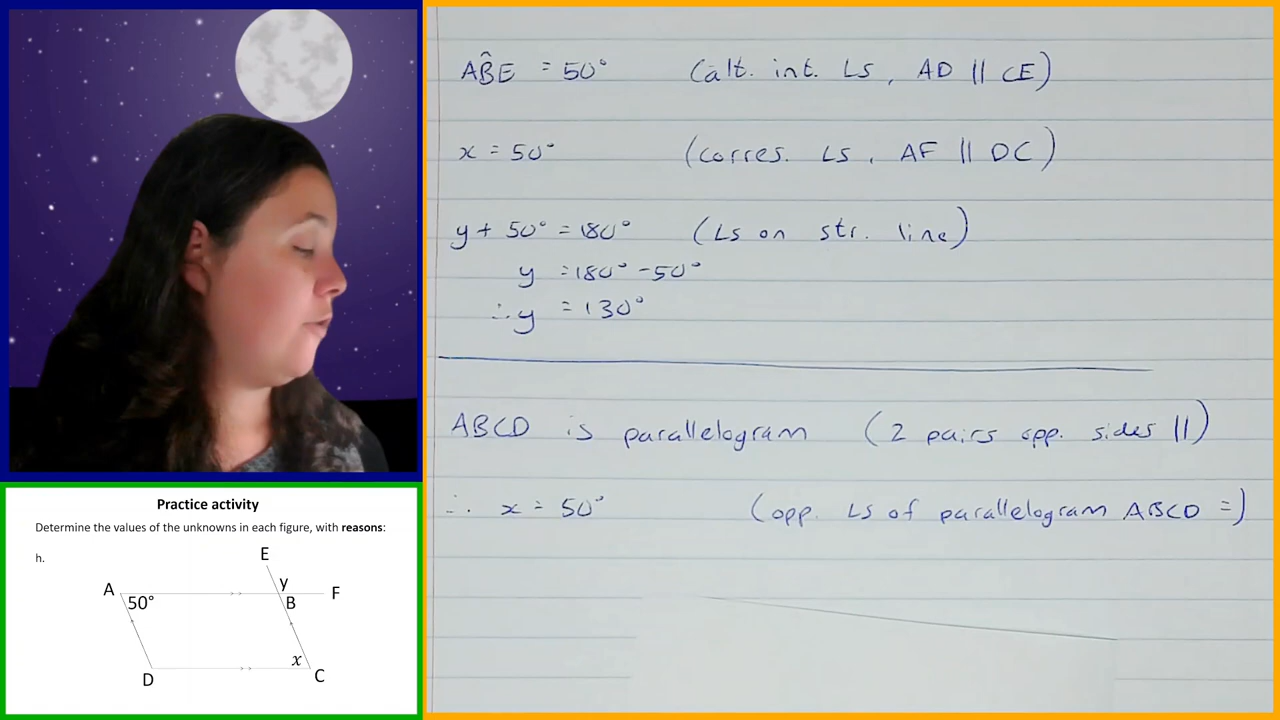 AB̂E = 50° (alt. int. ∠s, AD || CE)
x = 50° (corres. ∠s, AF || DC)
y + 50° = 180° (∠s on str. line)
y = 180° - 50°
∴ y = 130°
ABCD is parallelogram (2 pairs opp. sides ||)
∴ x = 50° (opp. ∠s of parallelogram ABCD =)
Practice activity
Determine the values of the unknowns in each figure, with reasons:
h.
E
A y F
50° B
x
D C